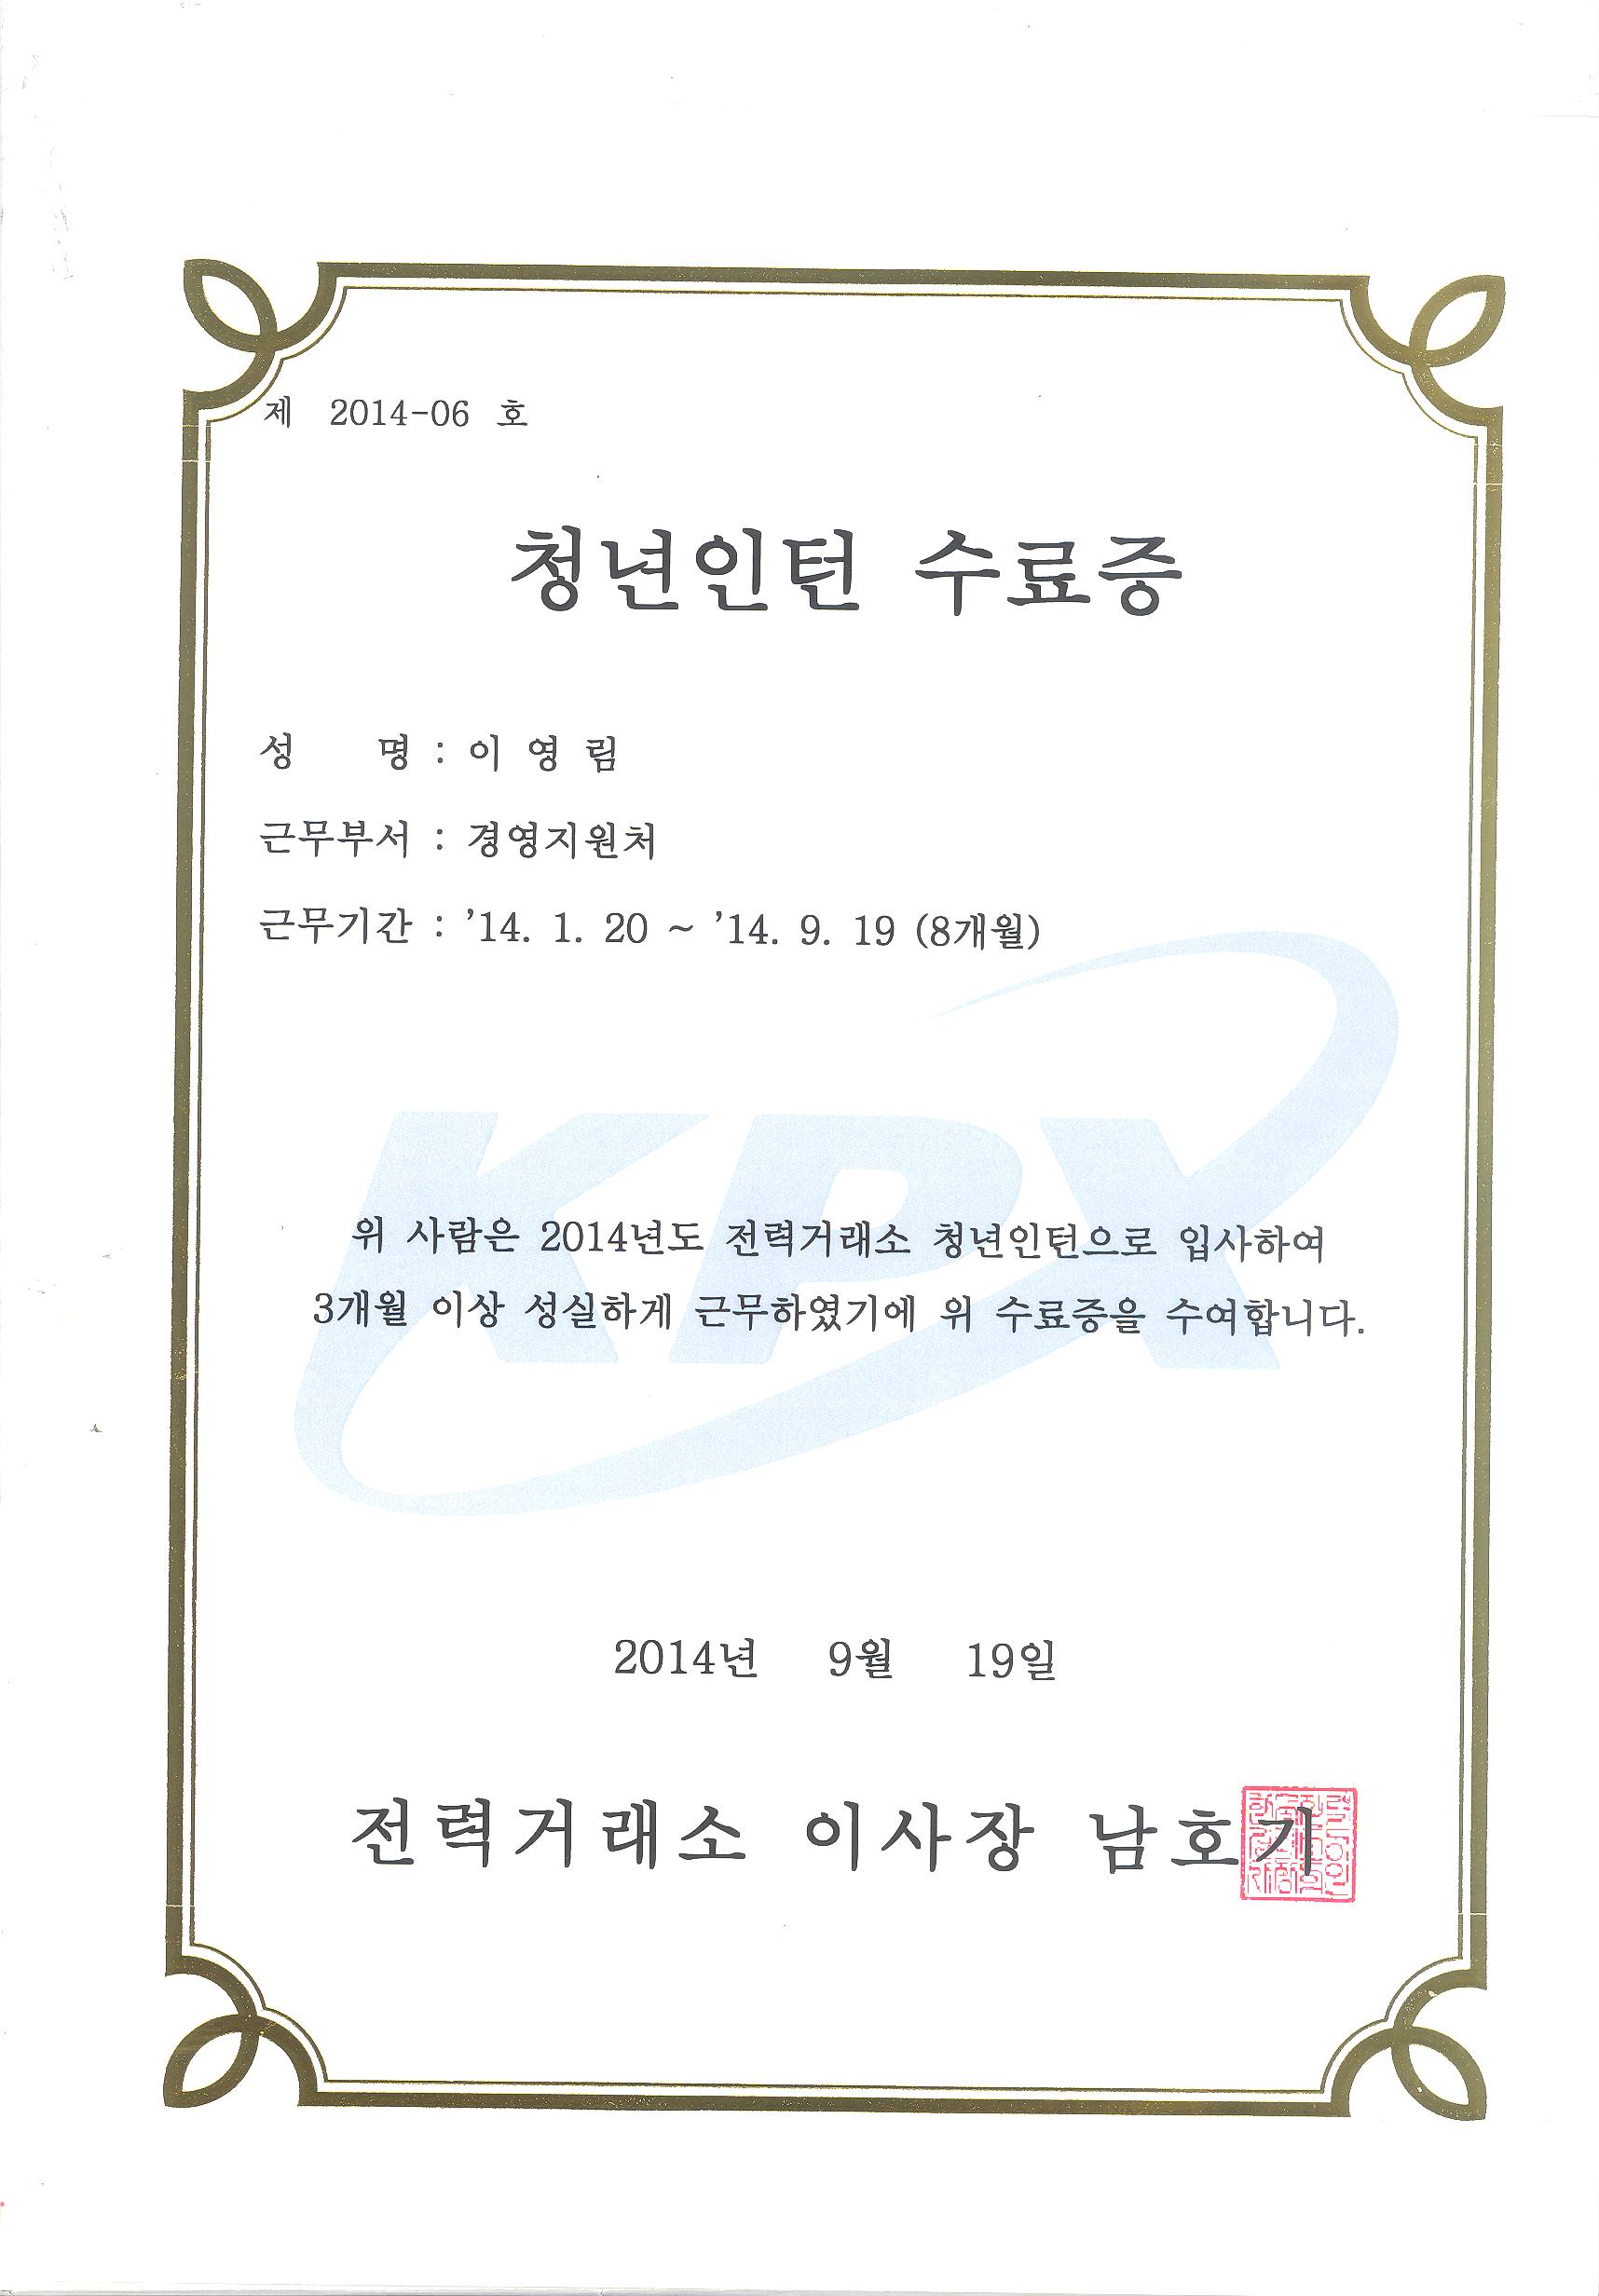 제 2014-06 호
청년인턴 수료증
성 명 : 이 영 림
근무부서 : 경영지원처
근무기간 : ’14. 1. 20 ~ ’14. 9. 19 (8개월)
KPX
위 사람은 2014년도 전력거래소 청년인턴으로 입사하여
3개월 이상 성실하게 근무하였기에 위 수료증을 수여합니다.
2014년 9월 19일
전력거래소 이사장 남호기